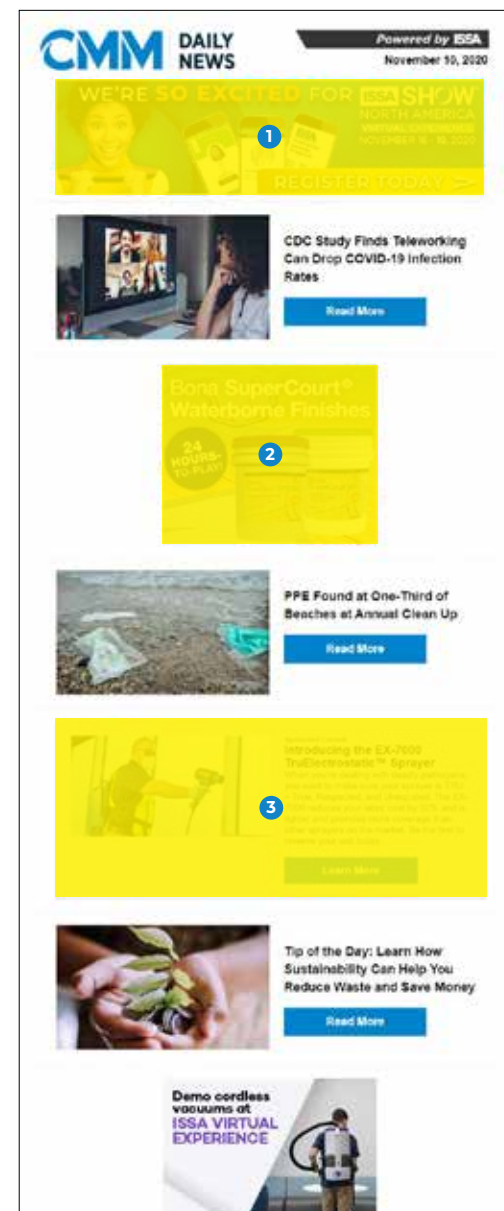 CMM DAILY NEWS
Powered by ISSA
November 10, 2020
WE'RE SO EXCITED FOR ISSA SHOW
NORTH AMERICA
VIRTUAL EXPERIENCE
1
REGISTER TODAY >
CDC Study Finds Teleworking
Can Drop COVID-19 Infection
Rates
Read More
Bona SuperCourt®
Waterborne Finishes
24
HOURS-
TO-PLAY!
2
PPE Found at One-Third of
Beaches at Annual Clean Up
Read More
Introducing the EX-7000
TruElectrostatic™ Sprayer
3
Learn More
Tip of the Day: Learn How
Sustainability Can Help You
Reduce Waste and Save Money
Read More
Demo cordless
vacuums at
ISSA VIRTUAL
EXPERIENCE